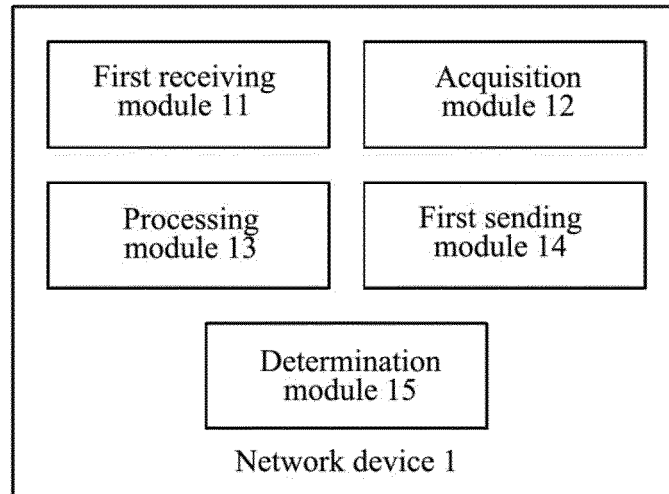 First receiving
module 11
Acquisition
module 12
Processing
module 13
First sending
module 14
Determination
module 15
Network device 1